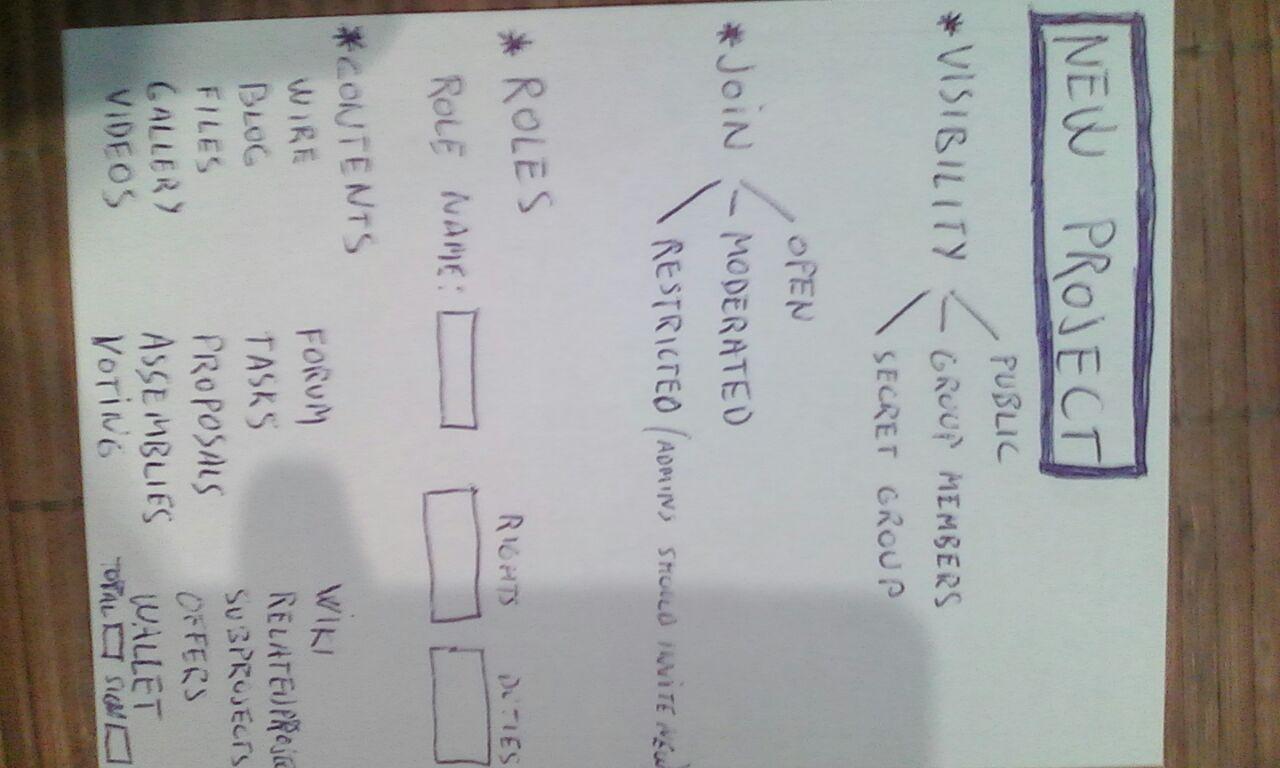 NEW PROJECT
* VISIBILITY
PUBLIC
GROUP MEMBERS
SECRET GROUP
* JOIN
OPEN
MODERATED
RESTRICTED (ADMINS SHOULD INVITE NEW
* ROLES RIGHTS DUTIES
ROLE NAME:
* CONTENTS
WIRE FORUM WIKI
BLOG TASKS RELATED PROJE
FILES PROPOSALS SUBPROJECTS
GALLERY ASSEMBLIES OFFERS
VIDEOS VOTING WALLET
TOTAL SIGN